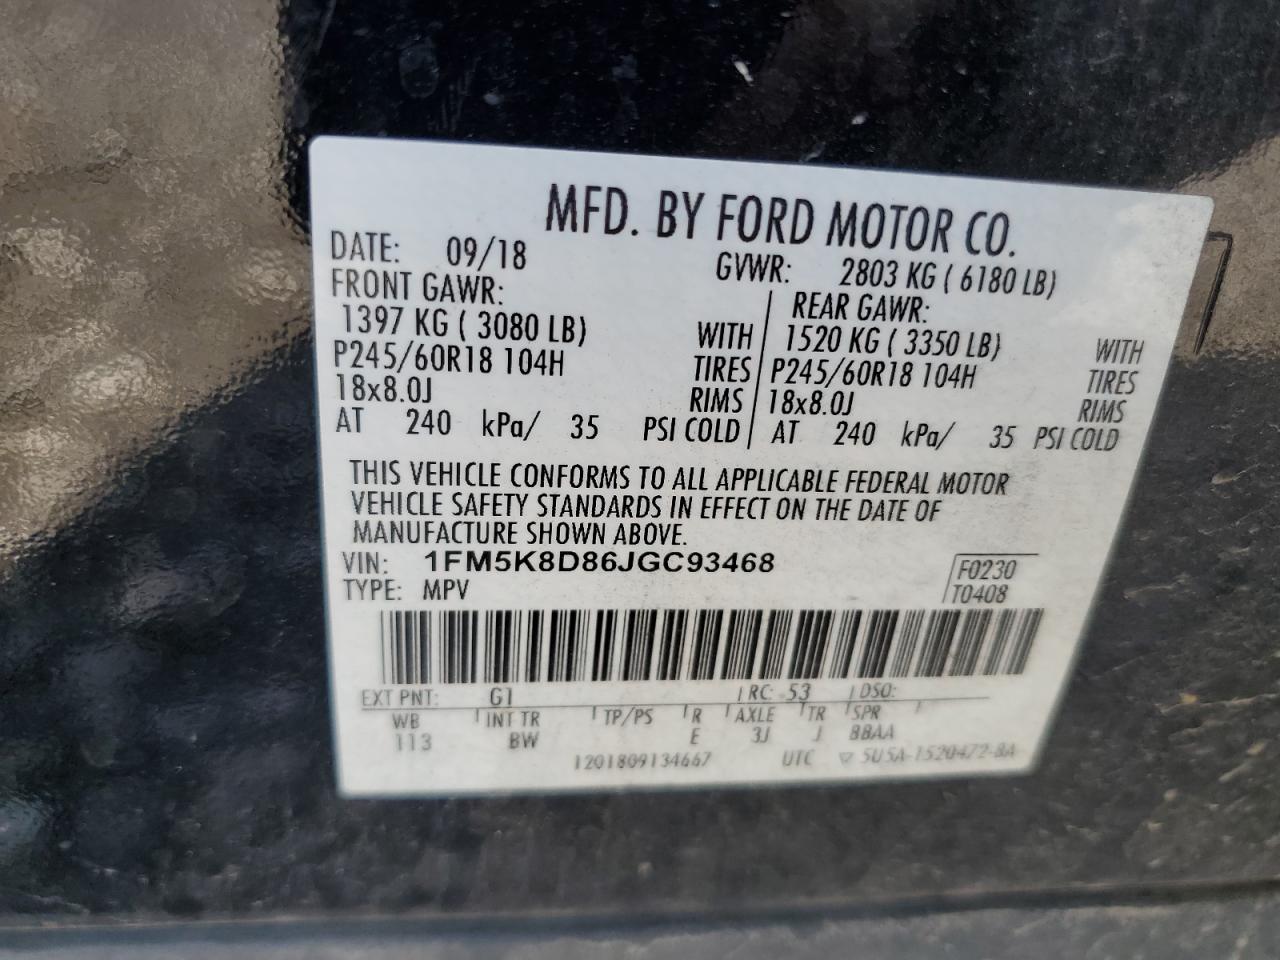 MFD. BY FORD MOTOR CO.
DATE: 09/18 GVWR: 2803 KG ( 6180 LB)
FRONT GAWR: REAR GAWR:
1397 KG ( 3080 LB) WITH 1520 KG ( 3350 LB) WITH
P245/60R18 104H TIRES P245/60R18 104H TIRES
18x8.0J RIMS 18x8.0J RIMS
AT 240 kPa/ 35 PSI COLD AT 240 kPa/ 35 PSI COLD
THIS VEHICLE CONFORMS TO ALL APPLICABLE FEDERAL MOTOR
VEHICLE SAFETY STANDARDS IN EFFECT ON THE DATE OF
MANUFACTURE SHOWN ABOVE.
VIN: 1FM5K8D86JGC93468 F0230
TYPE: MPV T0408
EXT PNT: G1 RC: 53 DSO:
WB INT TR TP/PS R AXLE TR SPR
113 BW E 3J J BBAA
1201809134667 UTC ▽ 5U5A-1520472-BA